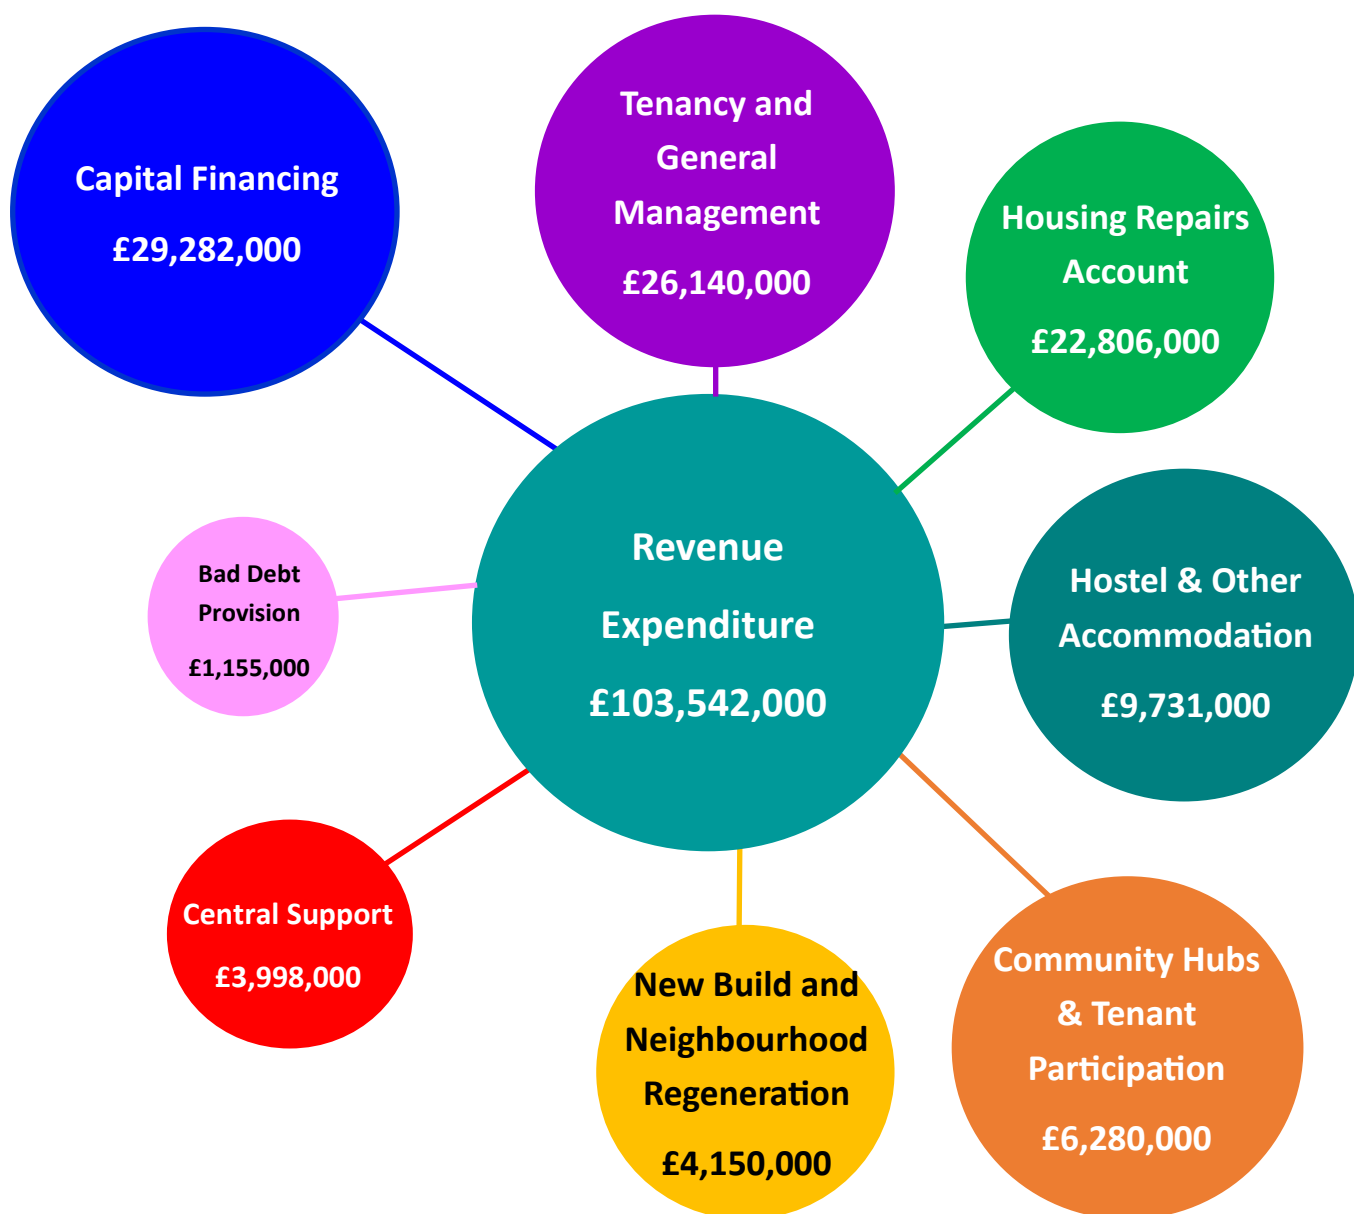 Capital Financing
£29,282,000
Tenancy and
General
Management
£26,140,000
Housing Repairs
Account
£22,806,000
Bad Debt
Provision
£1,155,000
Revenue
Expenditure
£103,542,000
Hostel & Other
Accommodation
£9,731,000
Central Support
£3,998,000
New Build and
Neighbourhood
Regeneration
£4,150,000
Community Hubs
& Tenant
Participation
£6,280,000